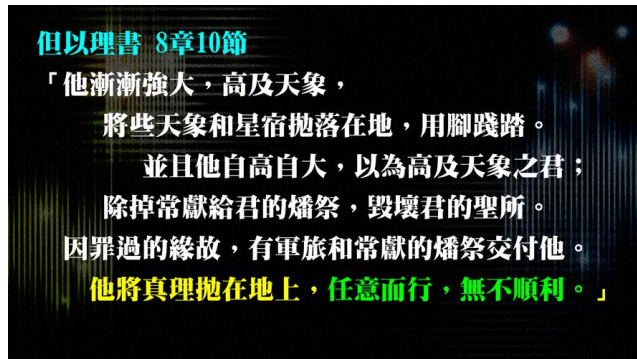 但以理書 8章10節
「他漸漸強大，高及天象，
將些天象和星宿拋落在地，用腳踐踏。
並且他自高自大，以為高及天象之君；
除掉常獻給君的燔祭，毀壞君的聖所。
因罪過的緣故，有軍旅和常獻的燔祭交付他。
他將真理拋在地上，任意而行，無不順利。」